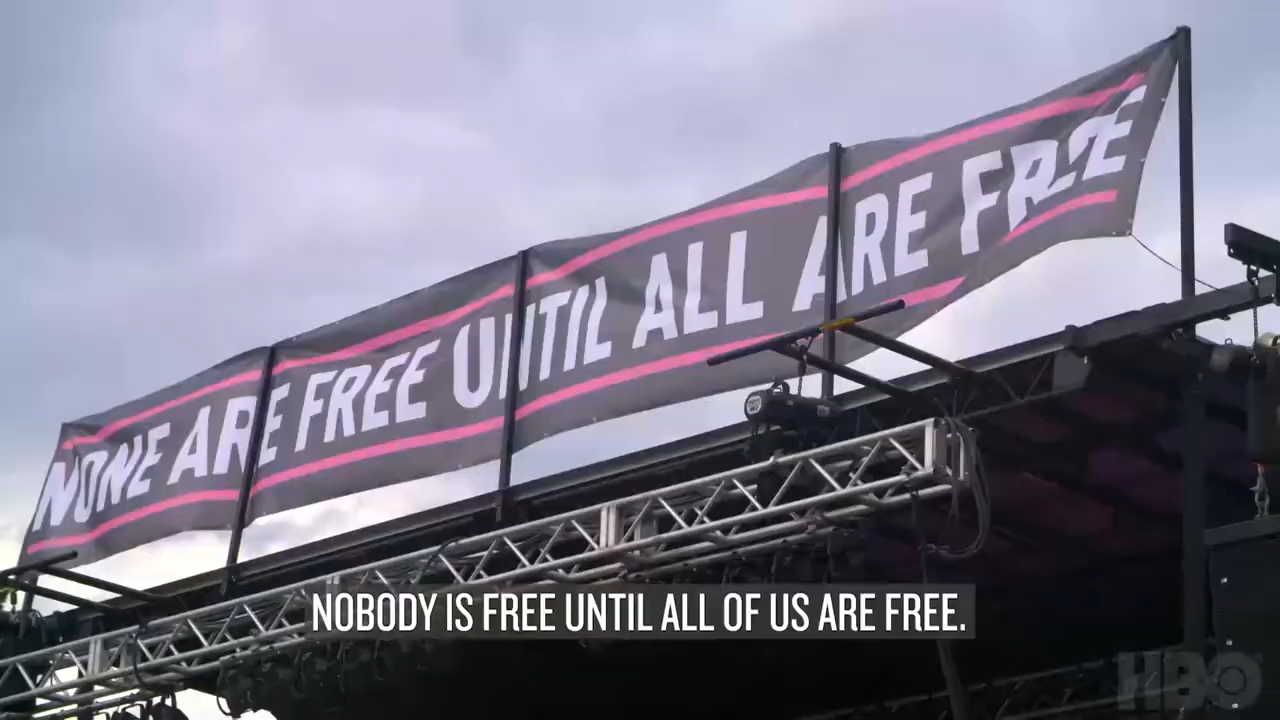 NONE ARE FREE UNTIL ALL ARE FREE
NOBODY IS FREE UNTIL ALL OF US ARE FREE.
HBO